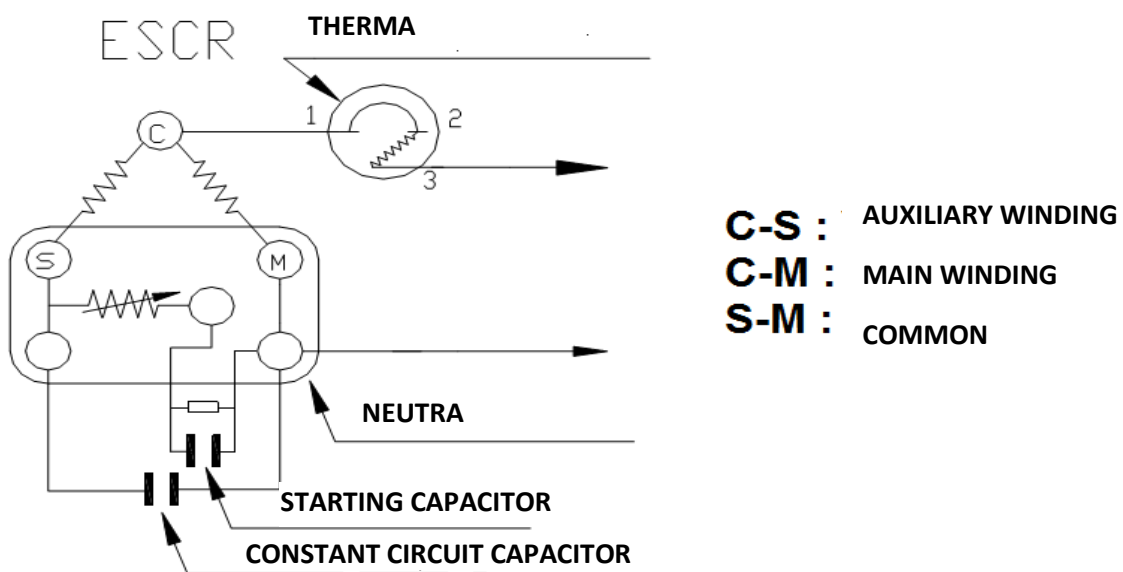 ESCR
THERMA
1
2
C
3
S
M
C-S : AUXILIARY WINDING
C-M : MAIN WINDING
S-M : COMMON
NEUTRA
STARTING CAPACITOR
CONSTANT CIRCUIT CAPACITOR